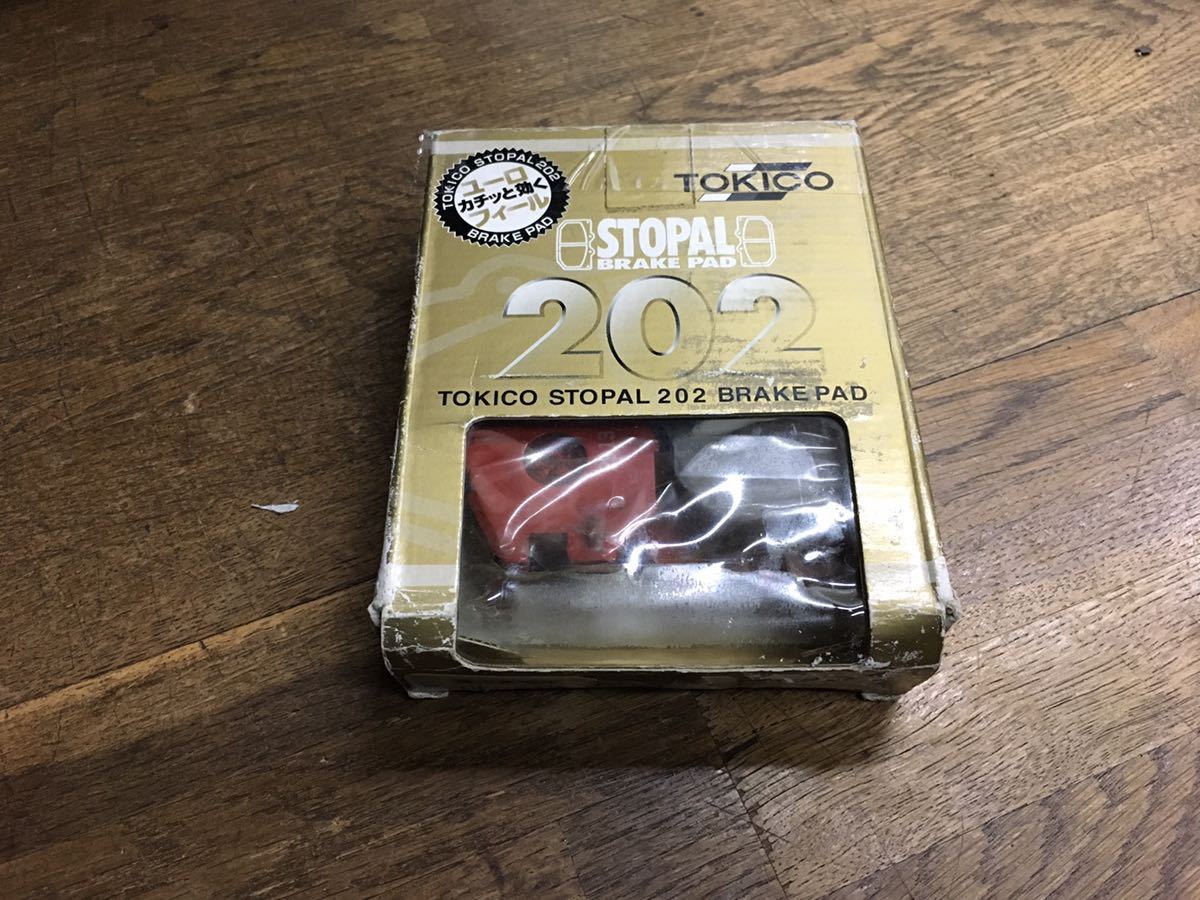 TOKICO STOPAL 202
ユーロ
カチッと効く
フィール
BRAKE PAD
TOKICO
STOPAL
BRAKE PAD
202
TOKICO STOPAL 202 BRAKE PAD